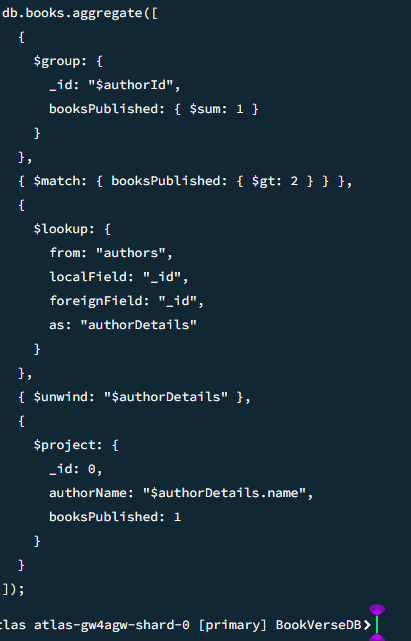 db.books.aggregate([
  {
    $group: {
      _id: "$authorId",
      booksPublished: { $sum: 1 }
    }
  },
  { $match: { booksPublished: { $gt: 2 } } },
  {
    $lookup: {
      from: "authors",
      localField: "_id",
      foreignField: "_id",
      as: "authorDetails"
    }
  },
  { $unwind: "$authorDetails" },
  {
    $project: {
      _id: 0,
      authorName: "$authorDetails.name",
      booksPublished: 1
    }
  }
]);
tlas atlas-gw4agw-shard-0 [primary] BookVerseDB>